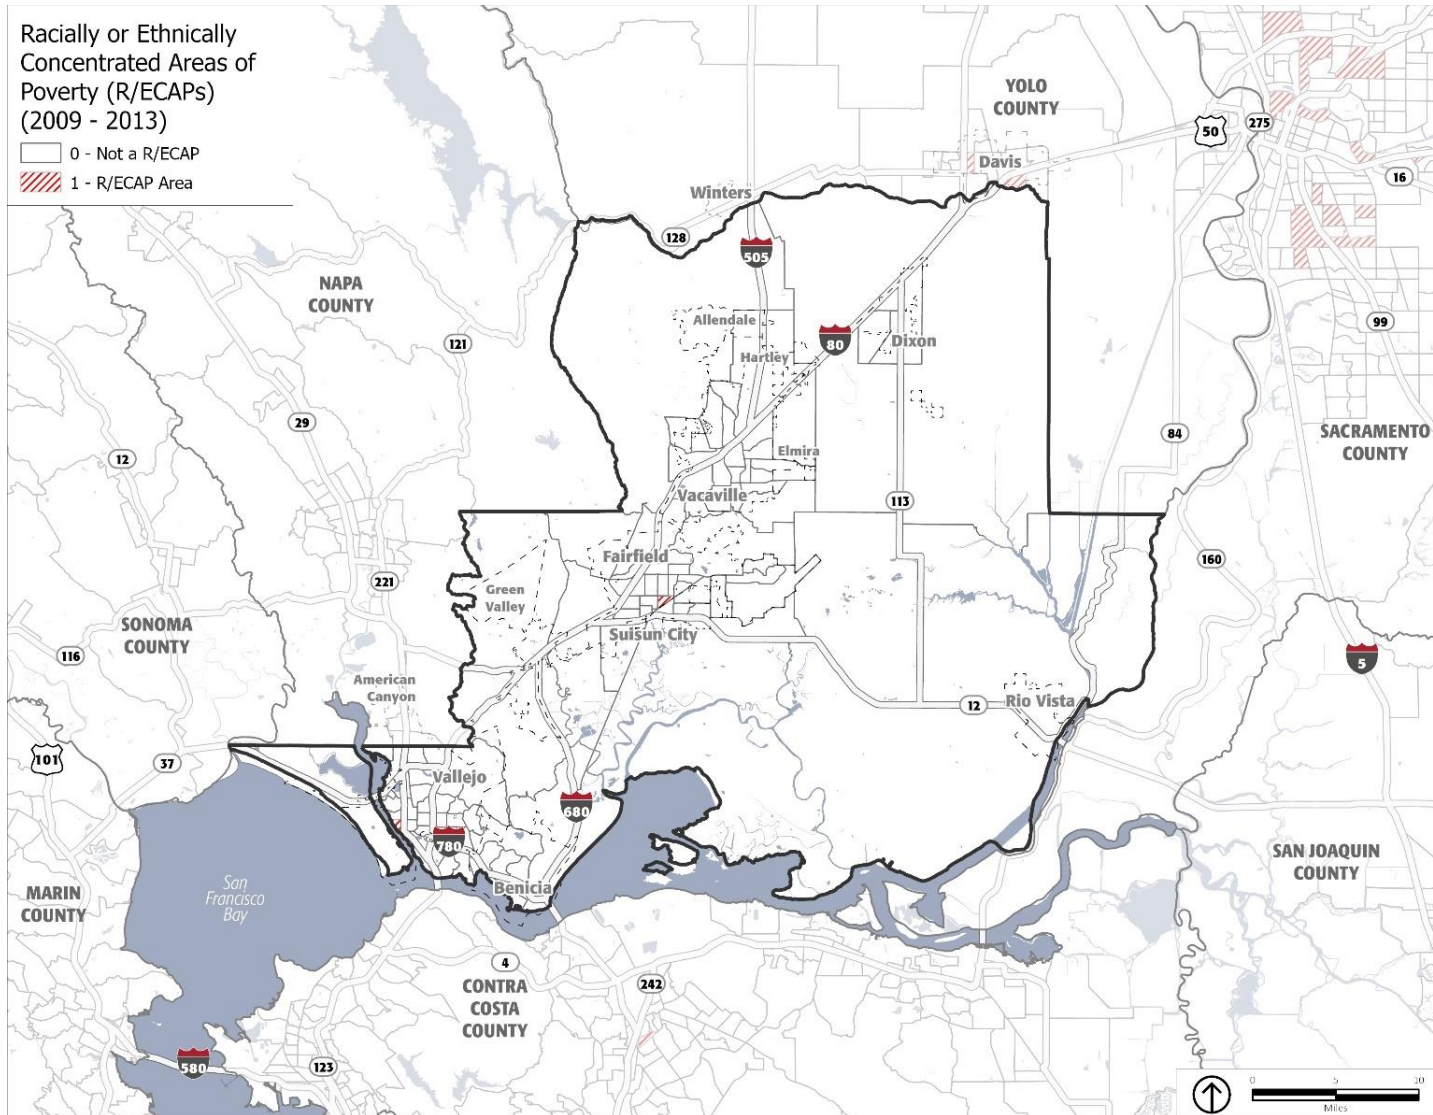 Racially or Ethnically
Concentrated Areas of
Poverty (R/ECAPs)
(2009 - 2013)
0 - Not a R/ECAP
1 - R/ECAP Area
YOLO
COUNTY
50
275
Davis
16
Winters
128
505
NAPA
COUNTY
121
Allendale
80
Dixon
99
Hartley
29
84
SACRAMENTO
COUNTY
12
Elmira
Vacaville
113
Fairfield
160
221
Green
Valley
SONOMA
COUNTY
Suisun City
116
5
American
Canyon
Rio Vista
12
101
37
Vallejo
680
780
SAN JOAQUIN
COUNTY
MARIN
COUNTY
San
Francisco
Bay
Benicia
4
CONTRA
COSTA
COUNTY
242
580
123
0 5 10
Miles